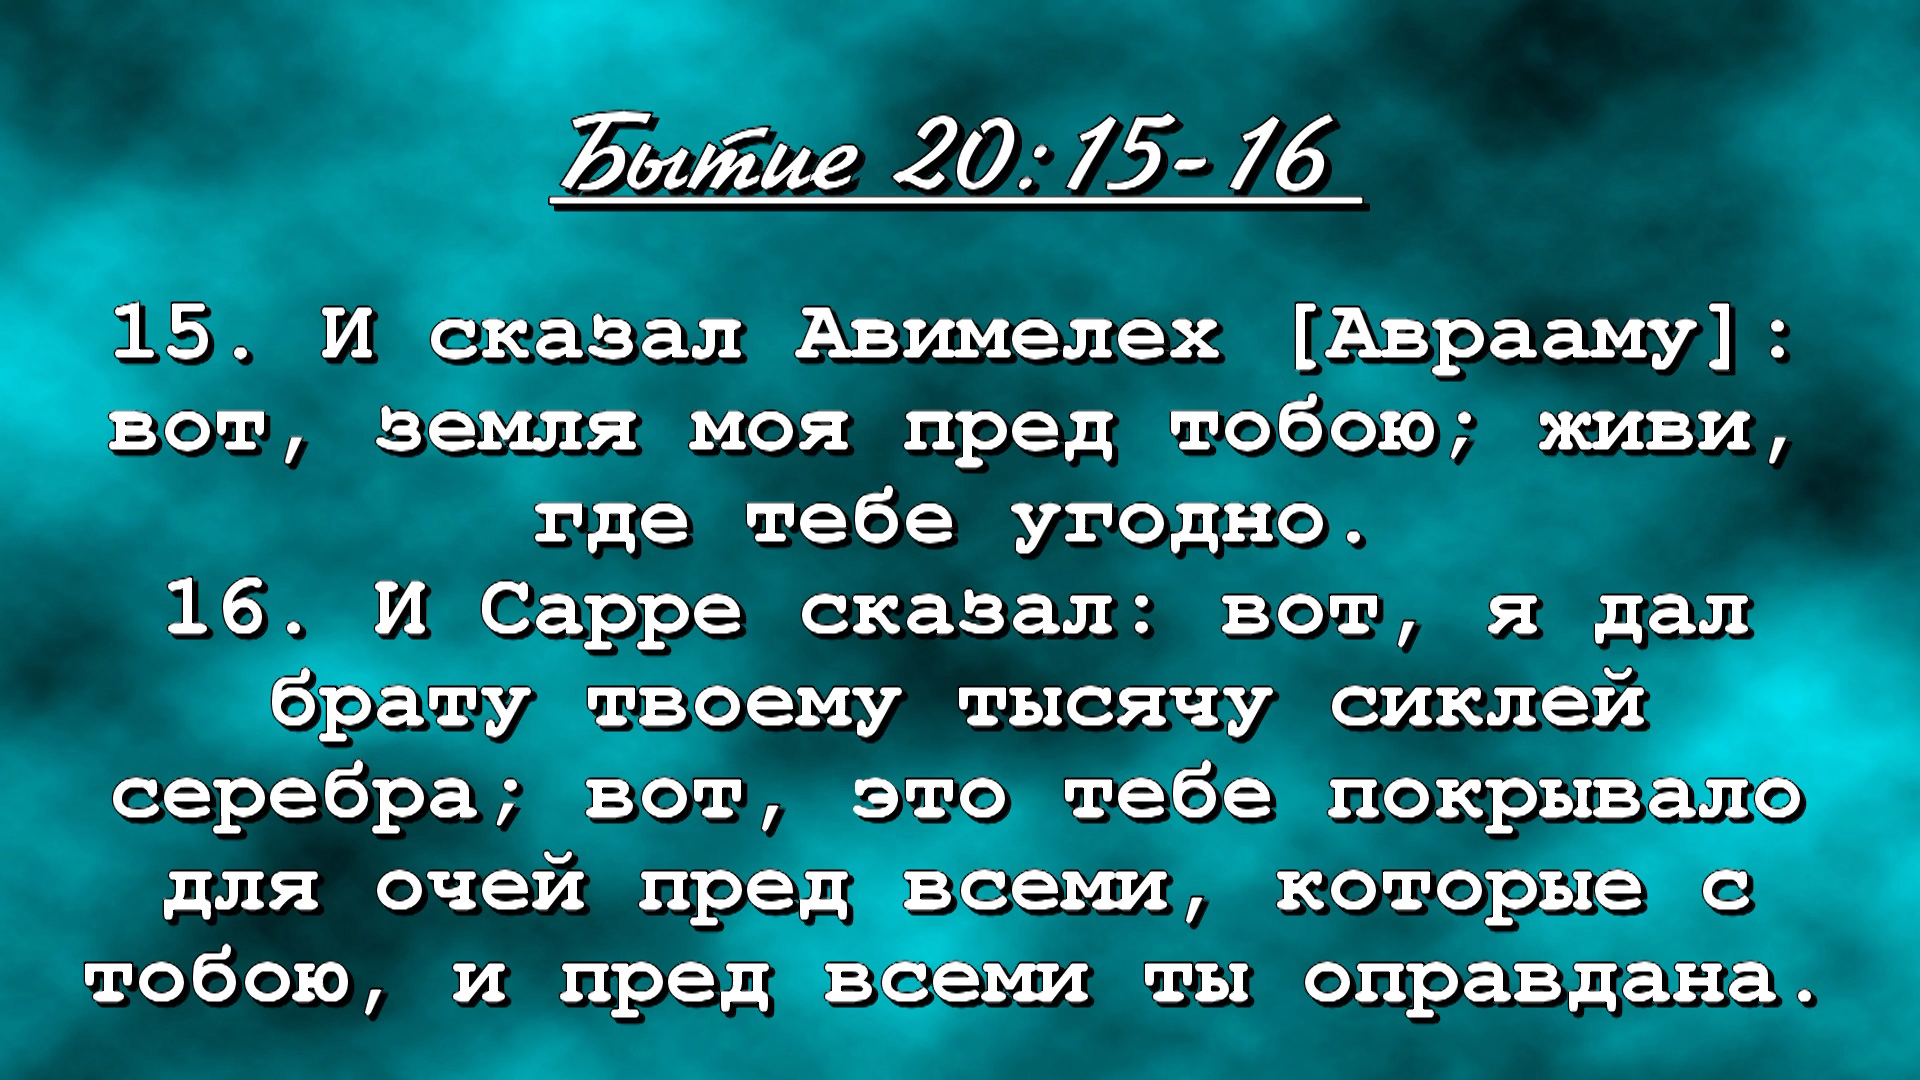 Бытие 20:15-16
15. И сказал Авимелех [Аврааму]:
вот, земля моя пред тобою; живи,
где тебе угодно.
16. И Сарре сказал: вот, я дал
брату твоему тысячу сиклей
серебра; вот, это тебе покрывало
для очей пред всеми, которые с
тобою, и пред всеми ты оправдана.